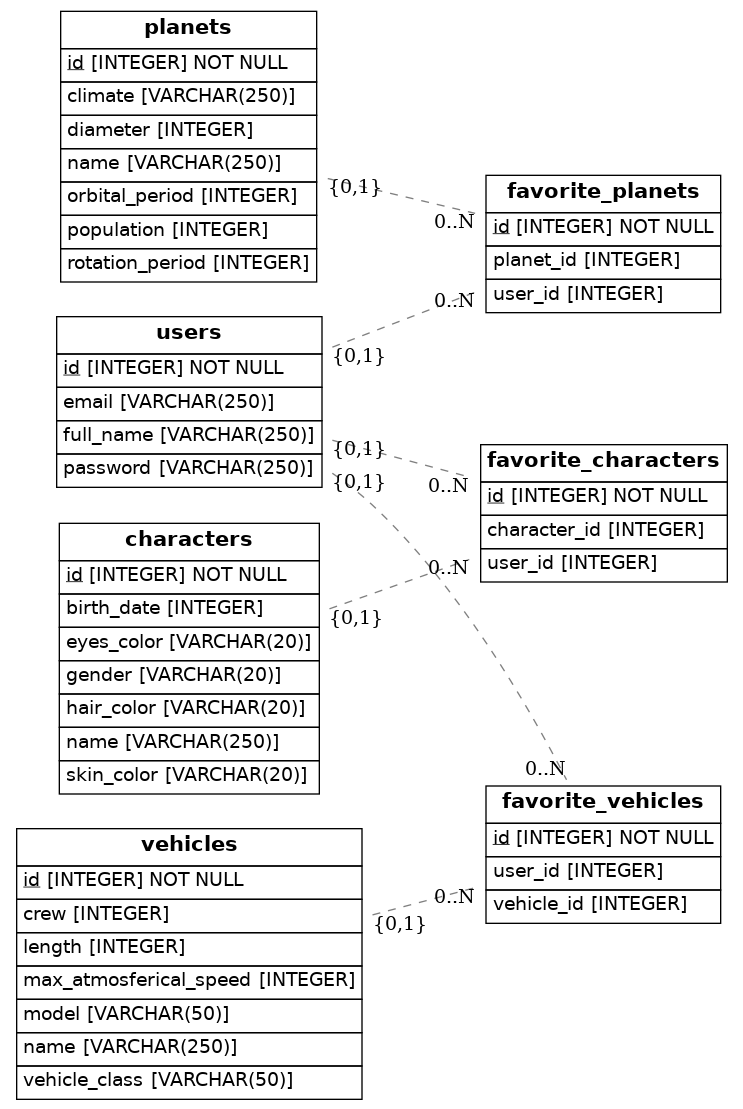 planets
id [INTEGER] NOT NULL
climate [VARCHAR(250)]
diameter [INTEGER]
name [VARCHAR(250)]
orbital_period [INTEGER]
population [INTEGER]
rotation_period [INTEGER]
{0,1}
0..N
favorite_planets
id [INTEGER] NOT NULL
planet_id [INTEGER]
user_id [INTEGER]
0..N
{0,1}
users
id [INTEGER] NOT NULL
email [VARCHAR(250)]
full_name [VARCHAR(250)]
password [VARCHAR(250)]
{0,1}
{0,1}
0..N
favorite_characters
id [INTEGER] NOT NULL
character_id [INTEGER]
user_id [INTEGER]
0..N
{0,1}
characters
id [INTEGER] NOT NULL
birth_date [INTEGER]
eyes_color [VARCHAR(20)]
gender [VARCHAR(20)]
hair_color [VARCHAR(20)]
name [VARCHAR(250)]
skin_color [VARCHAR(20)]
0..N
favorite_vehicles
id [INTEGER] NOT NULL
user_id [INTEGER]
vehicle_id [INTEGER]
0..N
{0,1}
vehicles
id [INTEGER] NOT NULL
crew [INTEGER]
length [INTEGER]
max_atmosferical_speed [INTEGER]
model [VARCHAR(50)]
name [VARCHAR(250)]
vehicle_class [VARCHAR(50)]